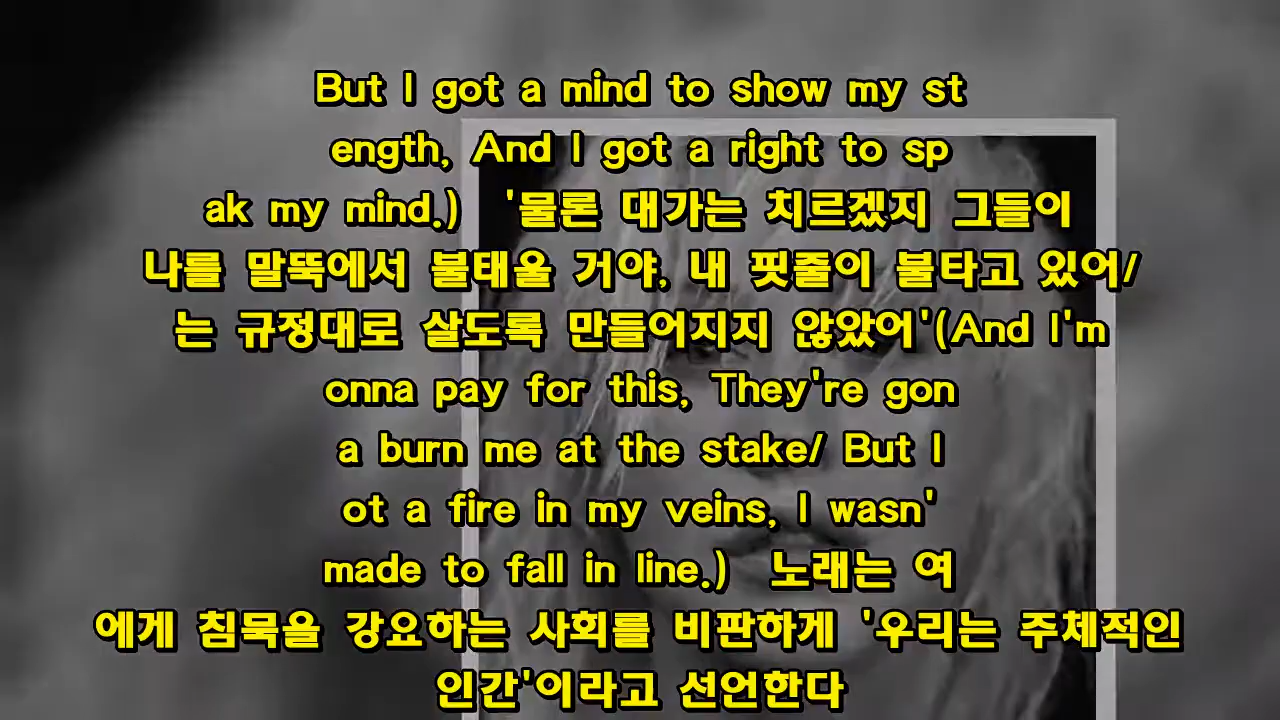 But I got a mind to show my st
ength, And I got a right to sp
ak my mind.) '물론 대가는 치르겠지 그들이
나를 말뚝에서 불태울 거야, 내 핏줄이 불타고 있어/
는 규정대로 살도록 만들어지지 않았어'(And I'm
onna pay for this, They're gon
a burn me at the stake/ But I
ot a fire in my veins, I wasn'
made to fall in line.) 노래는 여
에게 침묵을 강요하는 사회를 비판하게 '우리는 주체적인
인간'이라고 선언한다